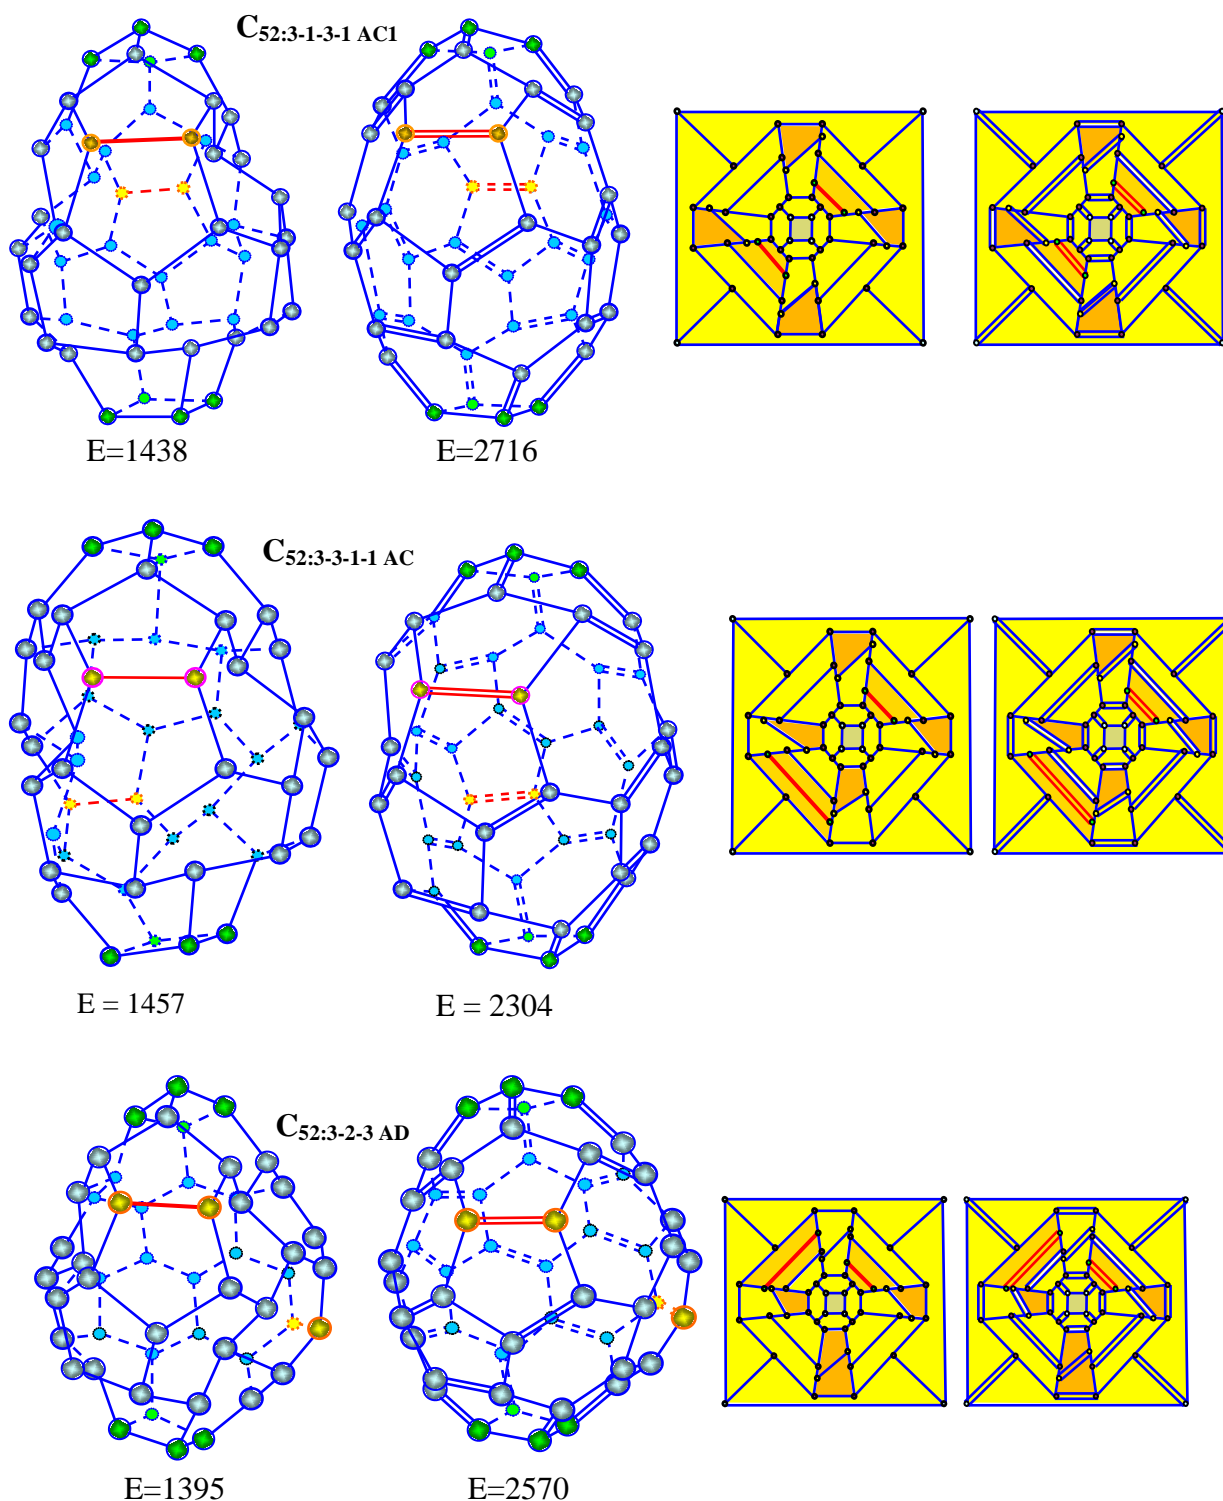 C52:3-1-3-1 AC1
E=1438
E=2716
C52:3-3-1-1 AC
E = 1457
E = 2304
C52:3-2-3 AD
E=1395
E=2570